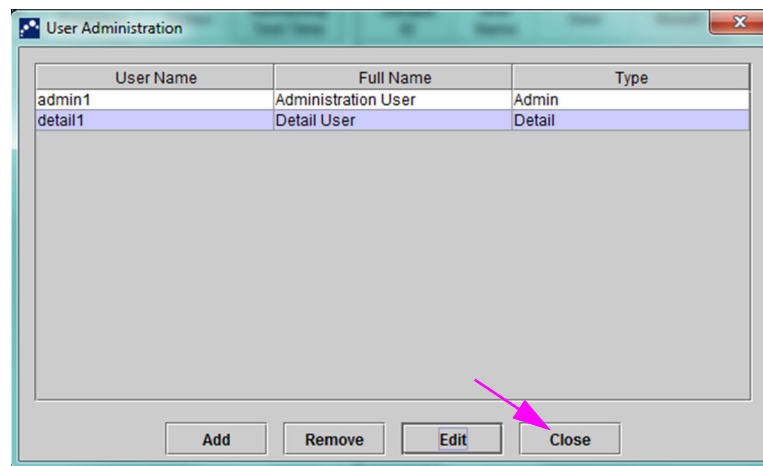 User Administration
User Name Full Name Type
admin1 Administration User Admin
detail1 Detail User Detail
Add Remove Edit Close